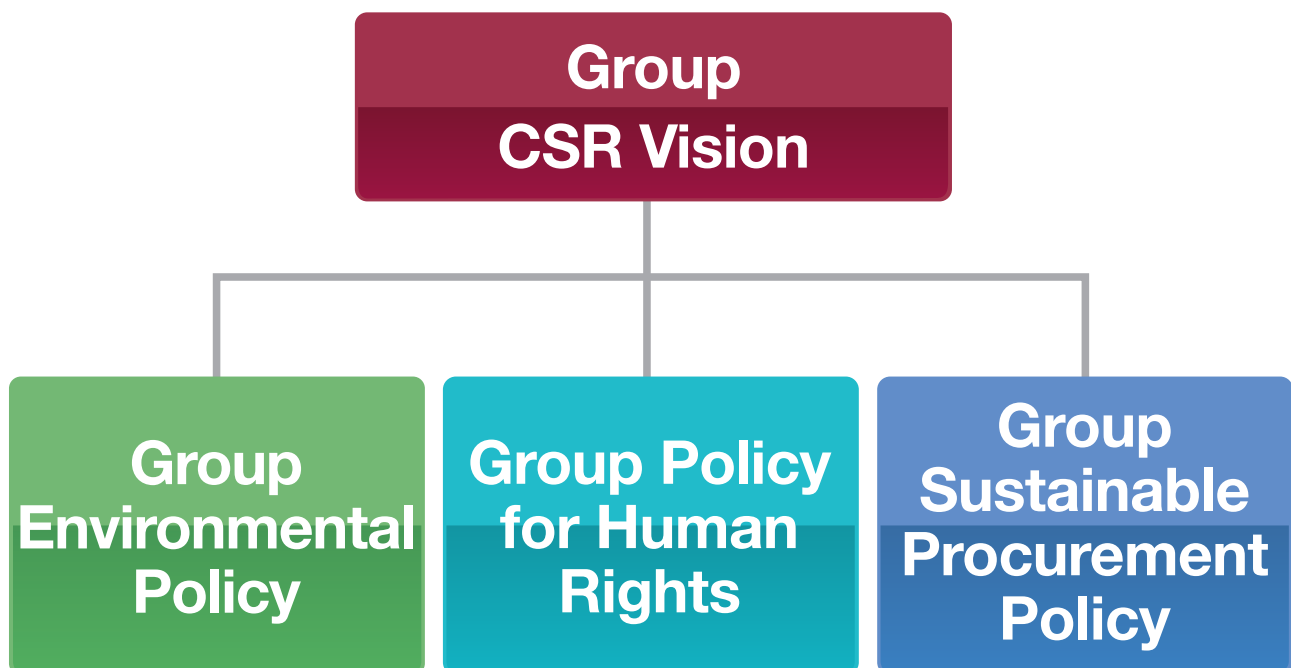 Group
CSR Vision
Group
Environmental
Policy
Group Policy
for Human
Rights
Group
Sustainable
Procurement
Policy